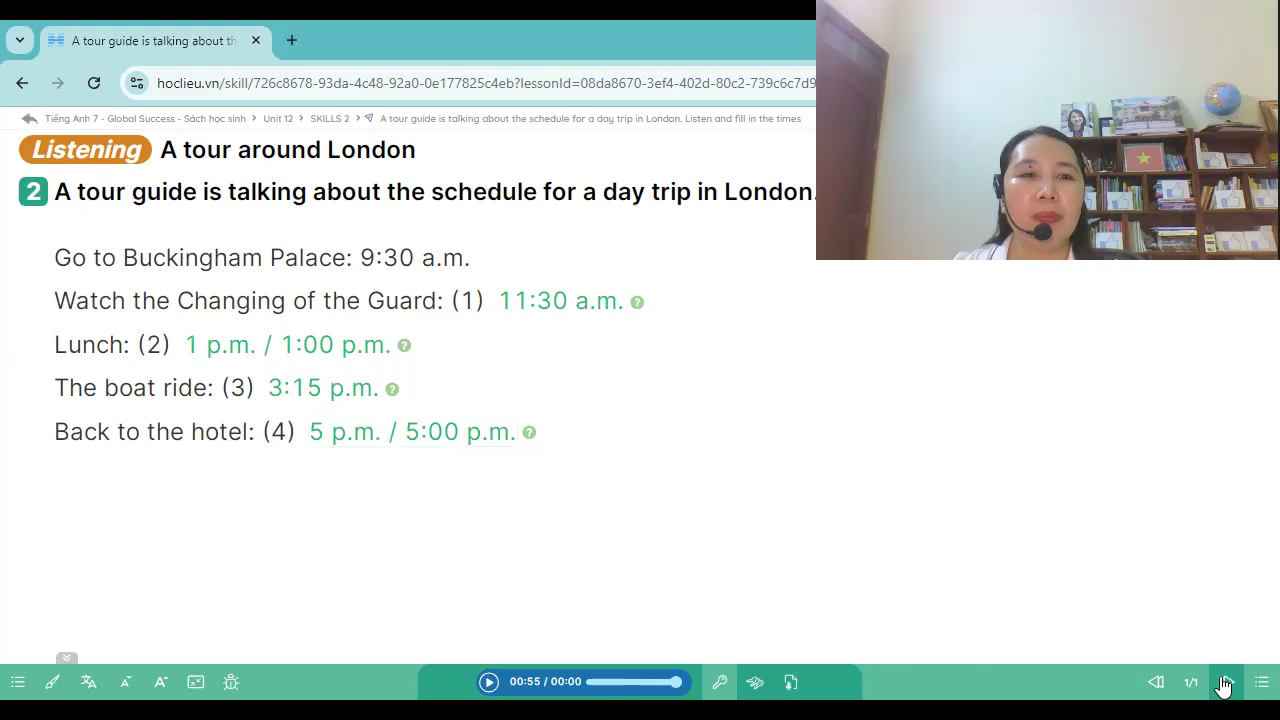 A tour guide is talking about th
hoclieu.vn/skill/726c8678-93da-4c48-92a0-0e177825c4eb?lessonId=08da8670-3ef4-402d-80c2-739c6c7d9
Tiếng Anh 7 - Global Success - Sách học sinh > Unit 12 > SKILLS 2 > A tour guide is talking about the schedule for a day trip in London. Listen and fill in the times
Listening A tour around London
2 A tour guide is talking about the schedule for a day trip in London.
Go to Buckingham Palace: 9:30 a.m.
Watch the Changing of the Guard: (1) 11:30 a.m.
Lunch: (2) 1 p.m. / 1:00 p.m.
The boat ride: (3) 3:15 p.m.
Back to the hotel: (4) 5 p.m. / 5:00 p.m.
00:55 / 00:00
1/1